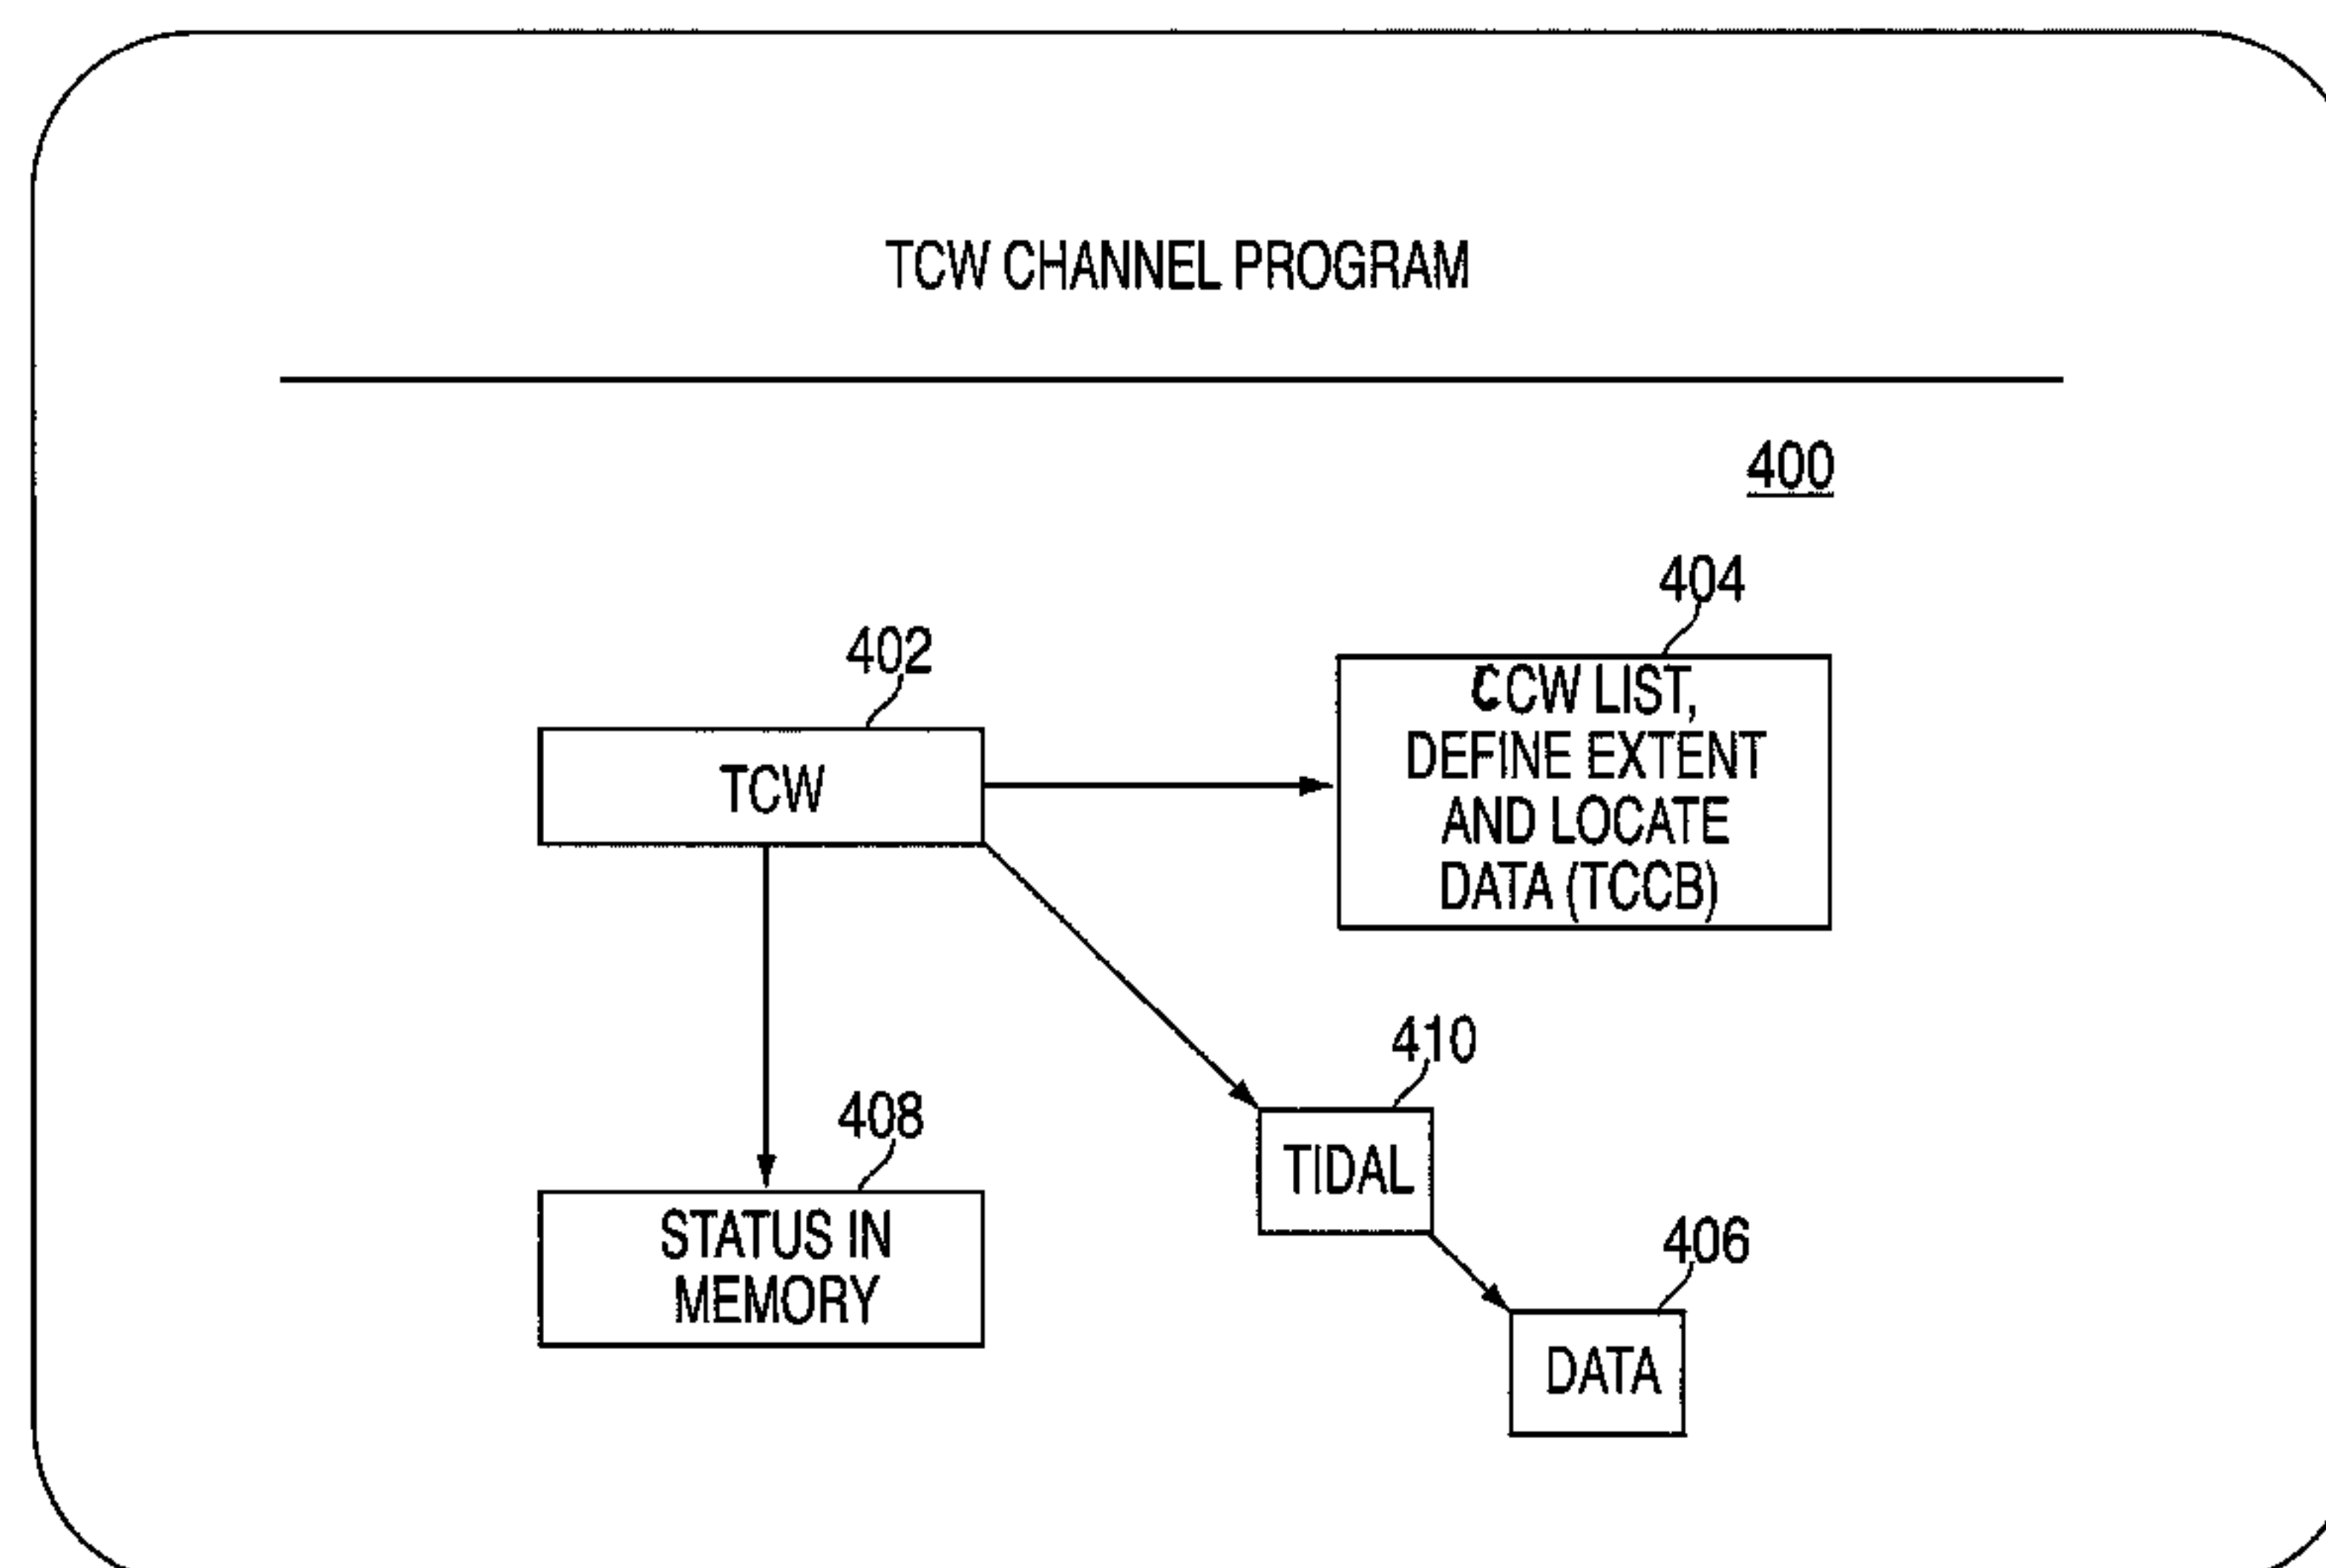 TCW CHANNEL PROGRAM
400
404
402
CCW LIST,
DEFINE EXTENT
AND LOCATE
DATA (TCCB)
TCW
410
408
TIDAL
STATUS IN
MEMORY
406
DATA